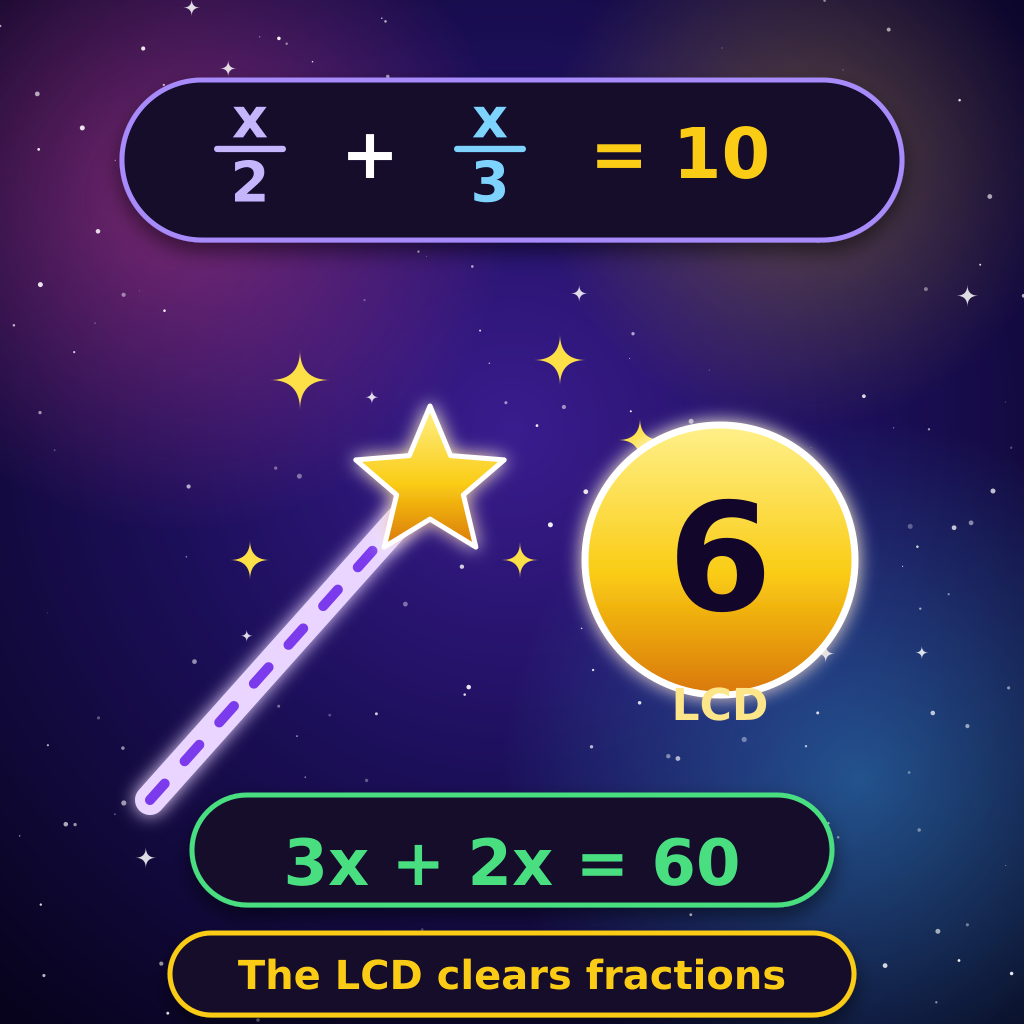 x/2 + x/3 = 10
6
LCD
3x + 2x = 60
The LCD clears fractions